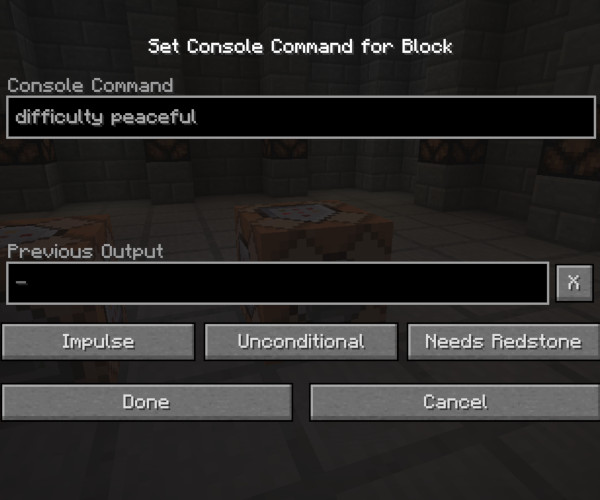 Set Console Command for Block
Console Command
difficulty peaceful
Previous Output
-
X
Impulse Unconditional Needs Redstone
Done Cancel